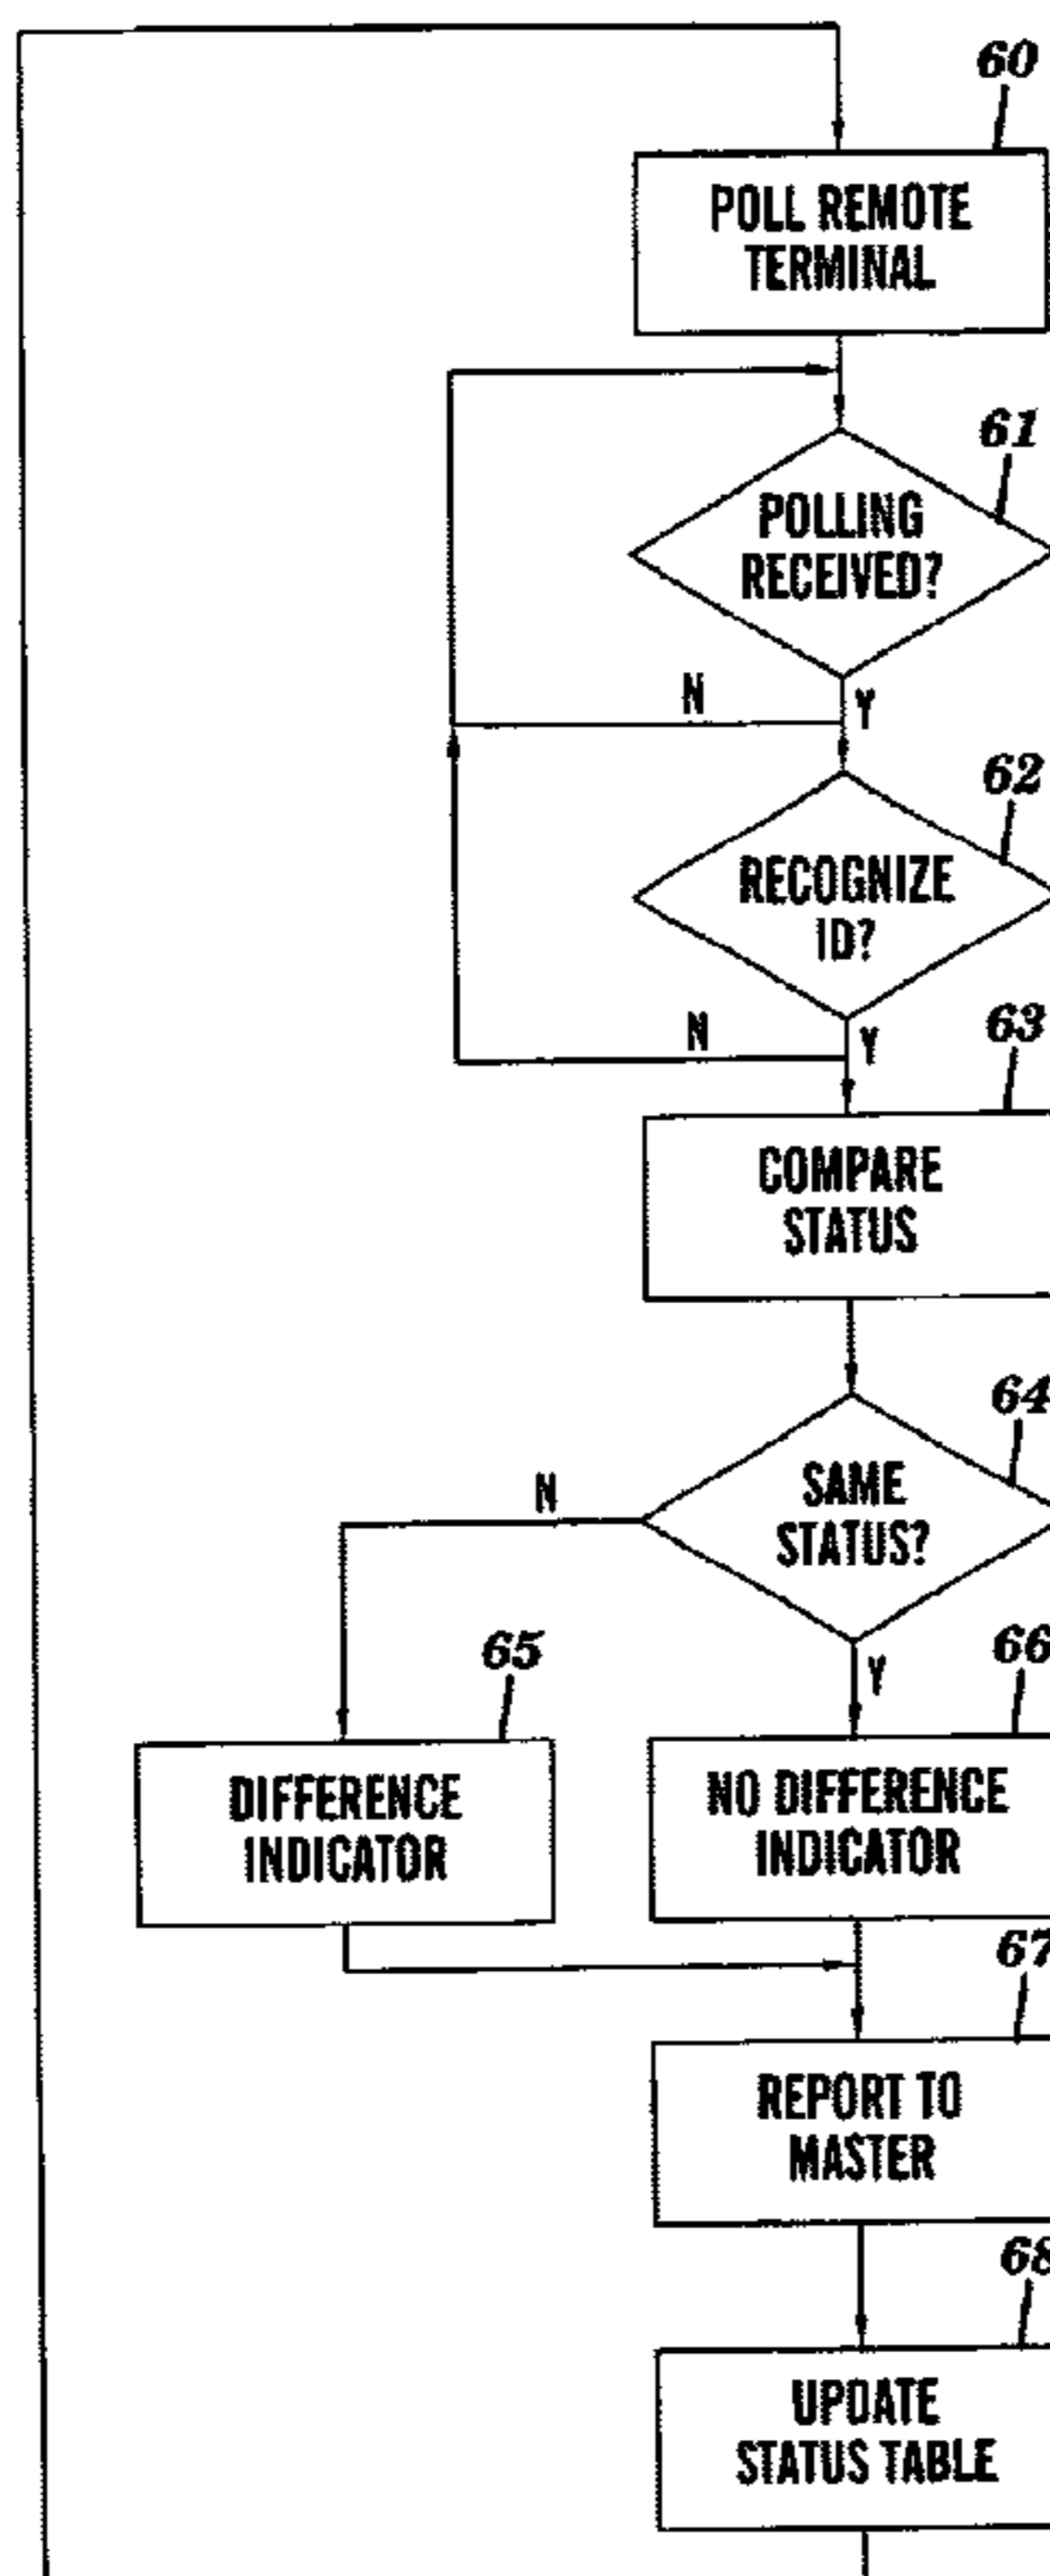 60
POLL REMOTE
TERMINAL
61
POLLING
RECEIVED?
N
Y
62
RECOGNIZE
ID?
N
Y
63
COMPARE
STATUS
64
SAME
STATUS?
N
Y
65
DIFFERENCE
INDICATOR
66
NO DIFFERENCE
INDICATOR
67
REPORT TO
MASTER
68
UPDATE
STATUS TABLE